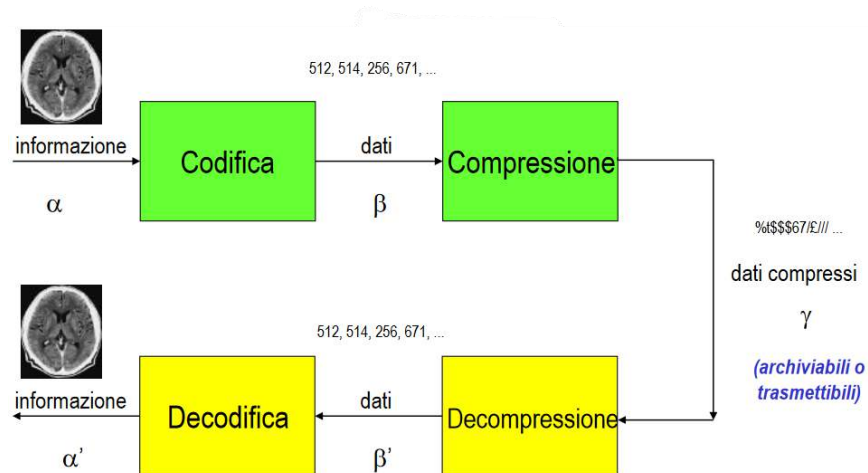 512, 514, 256, 671, ...
informazione
Codifica
dati
Compressione
α
β
%t$$$67/£/// ...
dati compressi
γ
(archiviabili o
trasmettibili)
512, 514, 256, 671, ...
informazione
Decodifica
dati
Decompressione
α’
β’